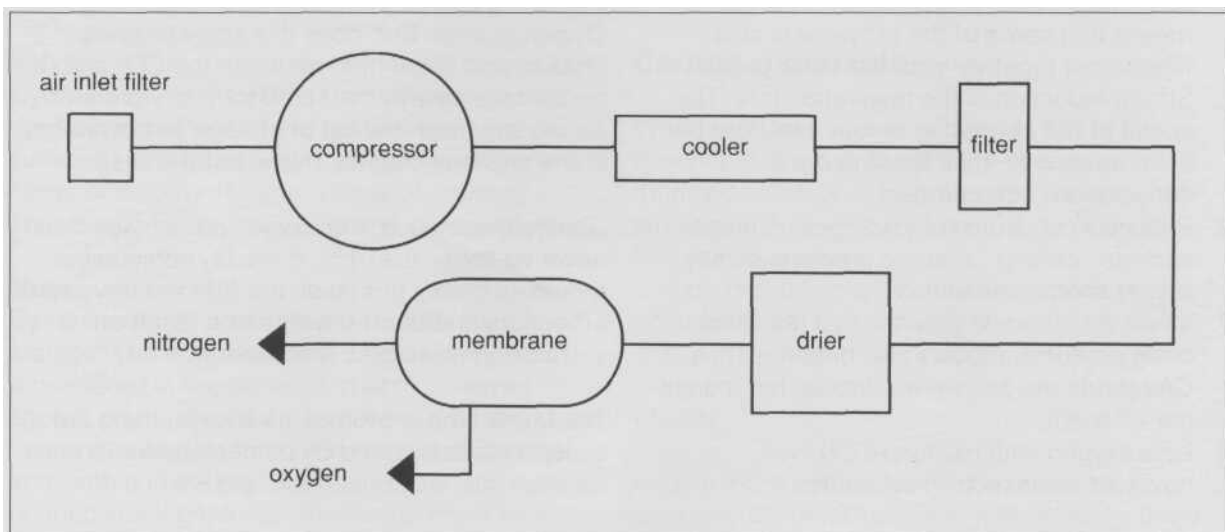 air inlet filter
compressor
cooler
filter
nitrogen
membrane
drier
oxygen